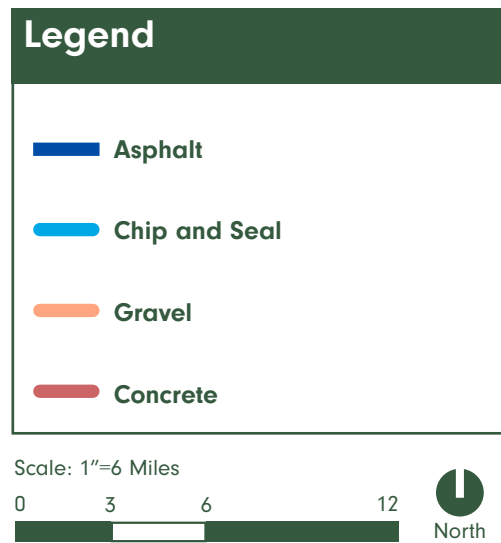 Legend
Asphalt
Chip and Seal
Gravel
Concrete
Scale: 1"=6 Miles
0 3 6 12
North